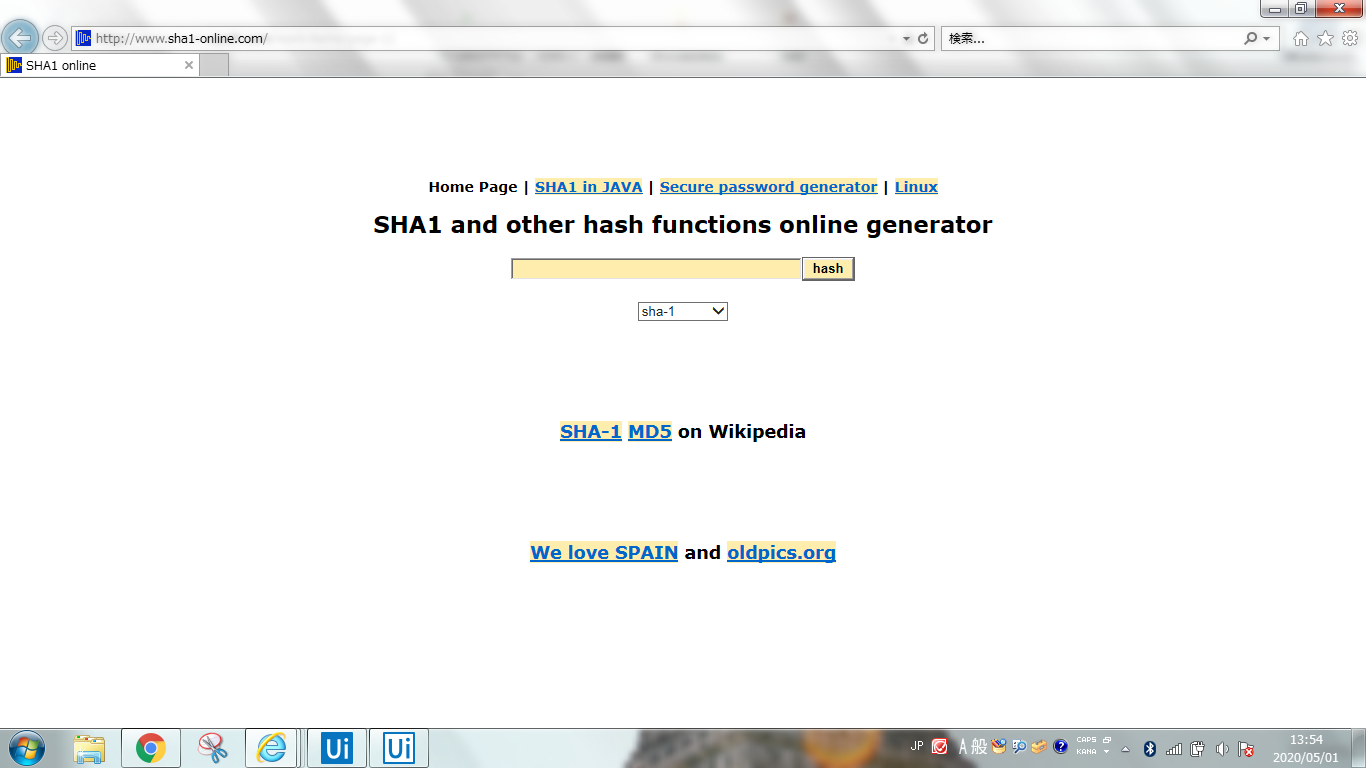 http://www.sha1-online.com/
検索...
SHA1 online
Home Page | SHA1 in JAVA | Secure password generator | Linux
SHA1 and other hash functions online generator
hash
sha-1
SHA-1 MD5 on Wikipedia
We love SPAIN and oldpics.org
Ui
Ui
JP
A 般
CAPS
KANA
13:54
2020/05/01